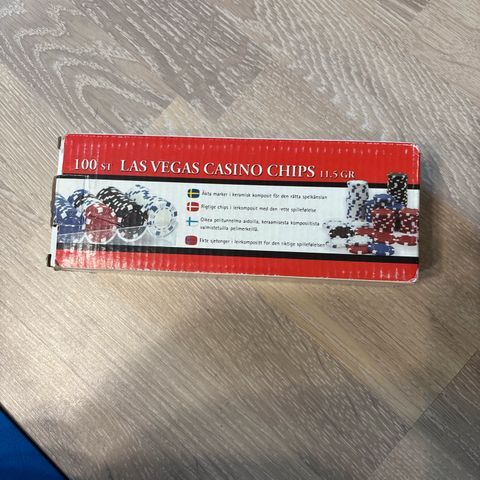 100 ST LAS VEGAS CASINO CHIPS 11.5 GR
Äkta marker i keramisk komposit för den rätta spelkänslan
Rigtige chips i lerkomposit med den rette spillefølelse
Oikea pelitunnelma aidoilla, keraamisesta komposiitista
valmistetuilla pelimerkeillä.
Ekte sjetonger i leirkompositt for den riktige spillefølelsen